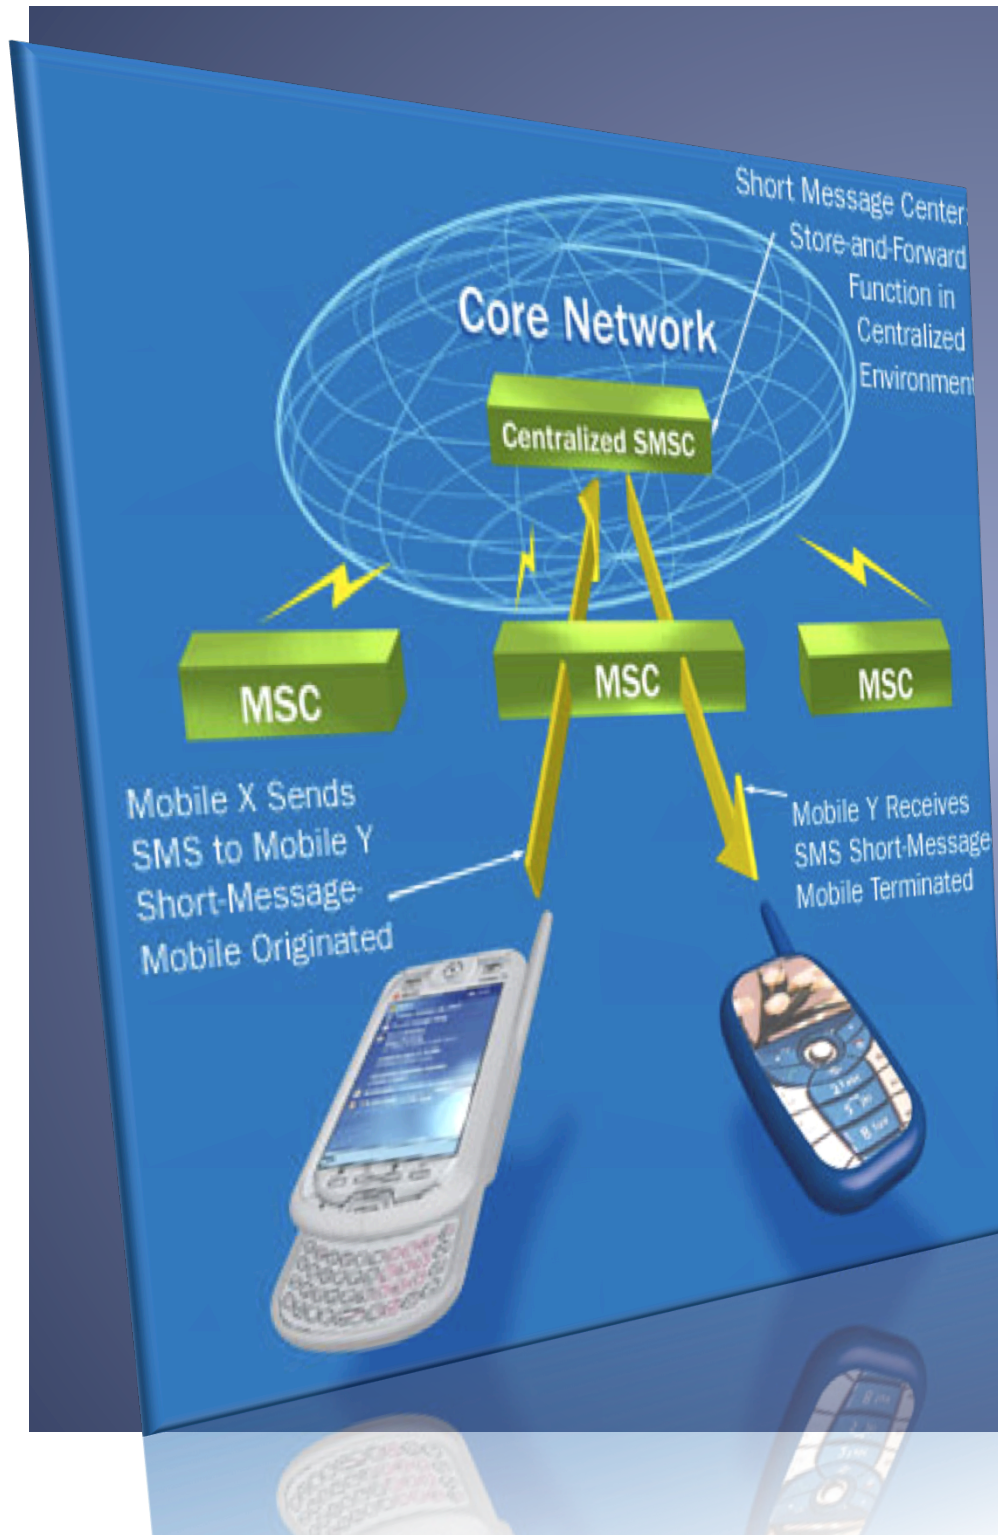 Short Message Center:
Store-and-Forward
Function in
Centralized
Environment
Core Network
Centralized SMSC
MSC
MSC
MSC
Mobile X Sends
SMS to Mobile Y
Short-Message-
Mobile Originated
Mobile Y Receives
SMS Short-Message-
Mobile Terminated